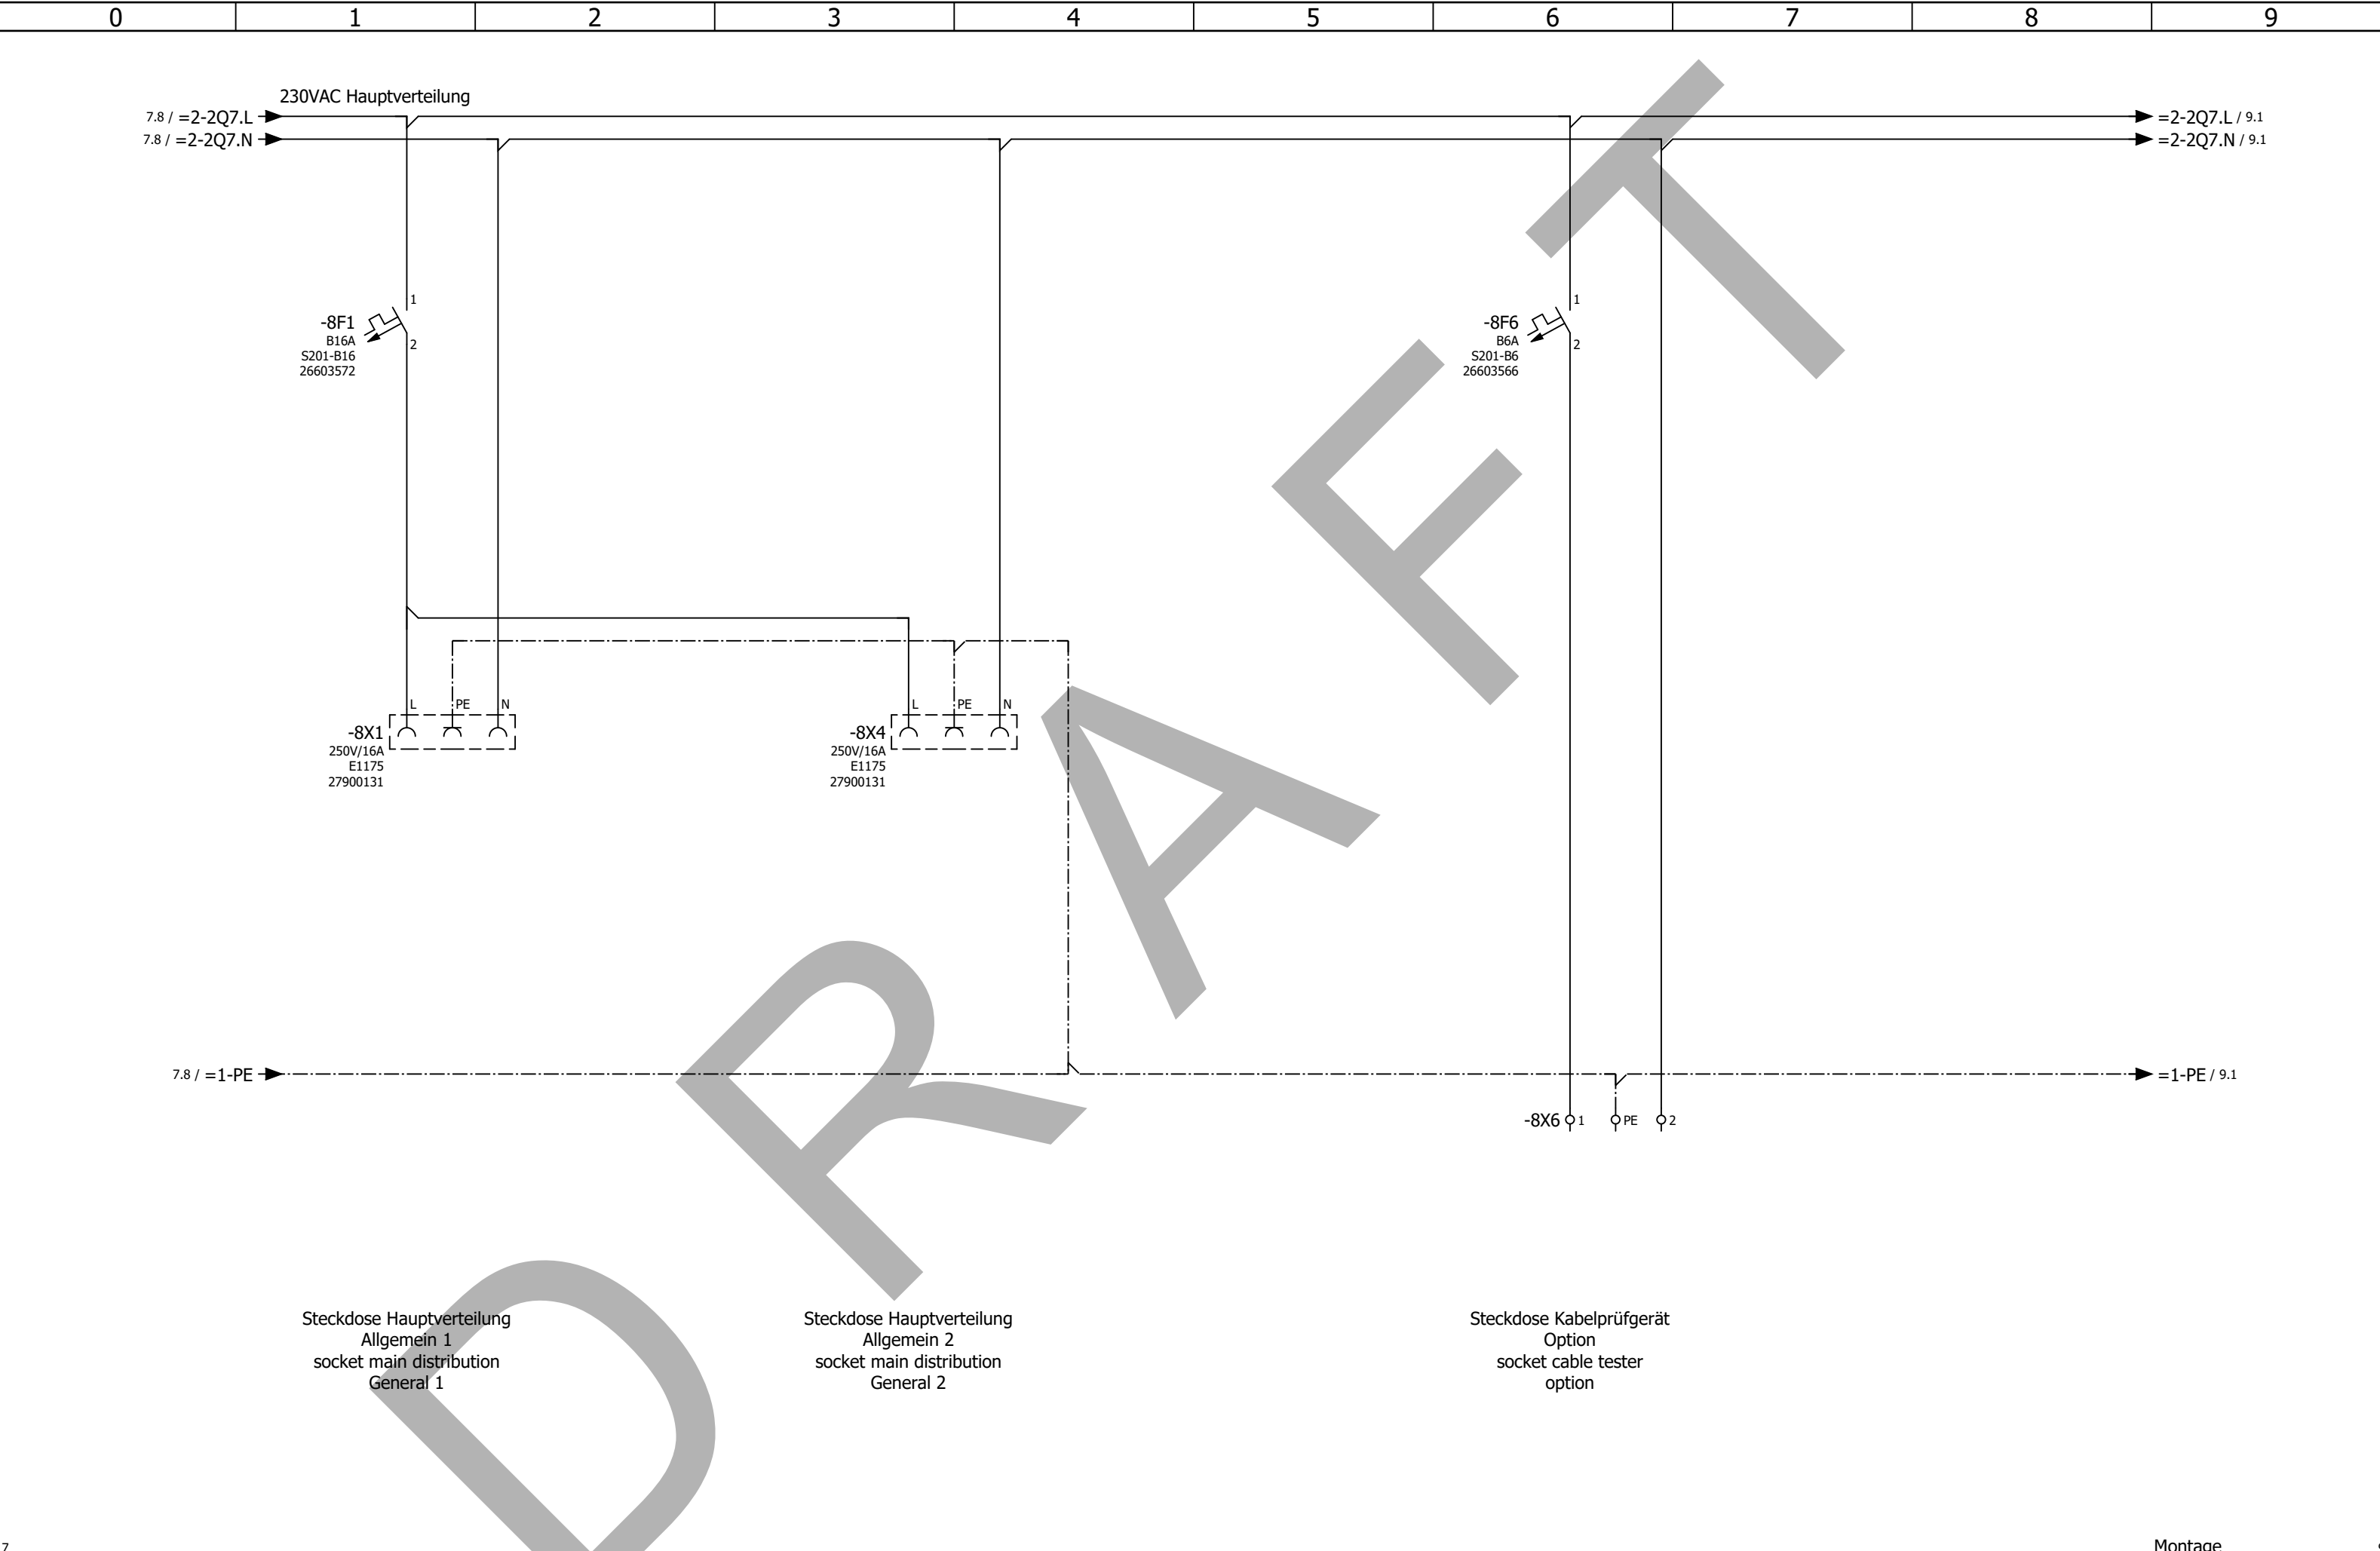 0 1 2 3 4 5 6 7 8 9
230VAC Hauptverteilung
7.8 / =2-2Q7.L
=2-2Q7.L / 9.1
7.8 / =2-2Q7.N
=2-2Q7.N / 9.1
1
-8F1
B16A
2
S201-B16
26603572
1
-8F6
B6A
2
S201-B6
26603566
L PE N
-8X1
250V/16A
E1175
27900131
L PE N
-8X4
250V/16A
E1175
27900131
7.8 / =1-PE
=1-PE / 9.1
-8X6 1 PE 2
Steckdose Hauptverteilung
Allgemein 1
socket main distribution
General 1
Steckdose Hauptverteilung
Allgemein 2
socket main distribution
General 2
Steckdose Kabelprüfgerät
Option
socket cable tester
option
DRAFT
7
Montage